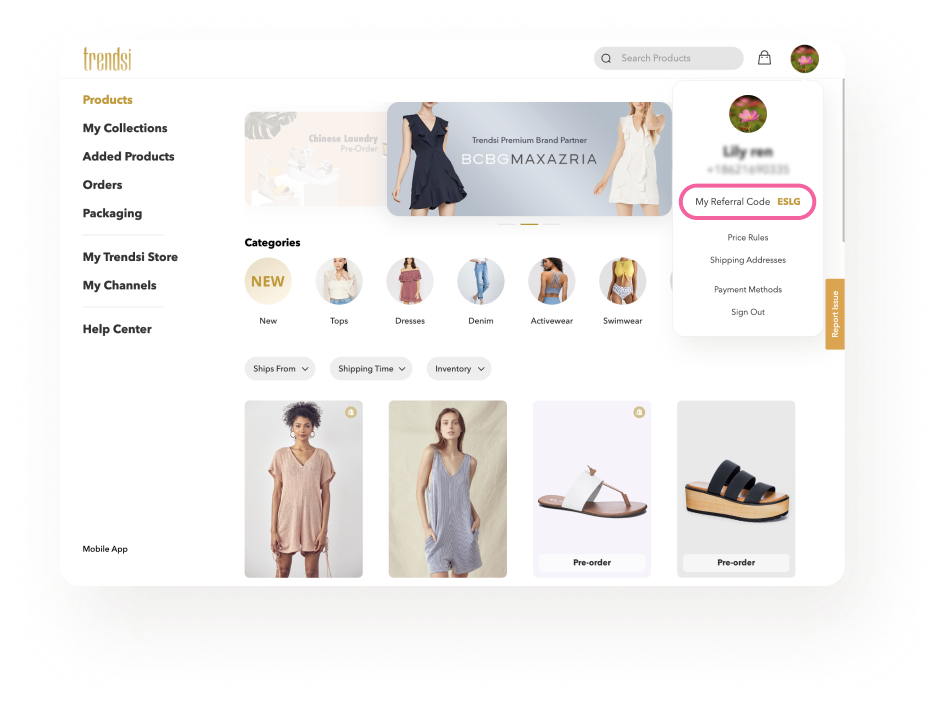 trendsi
Search Products
Products
My Collections
Added Products
Orders
Packaging
My Trendsi Store
My Channels
Help Center
Mobile App
Chinese Laundry
Pre-Order
Trendsi Premium Brand Partner
BCBGMAXAZRIA
Lily ren
My Referral Code ESLG
Price Rules
Shipping Addresses
Payment Methods
Sign Out
Report Issue
Categories
NEW
New
Tops
Dresses
Denim
Activewear
Swimwear
Ships From
Shipping Time
Inventory
Pre-order
Pre-order